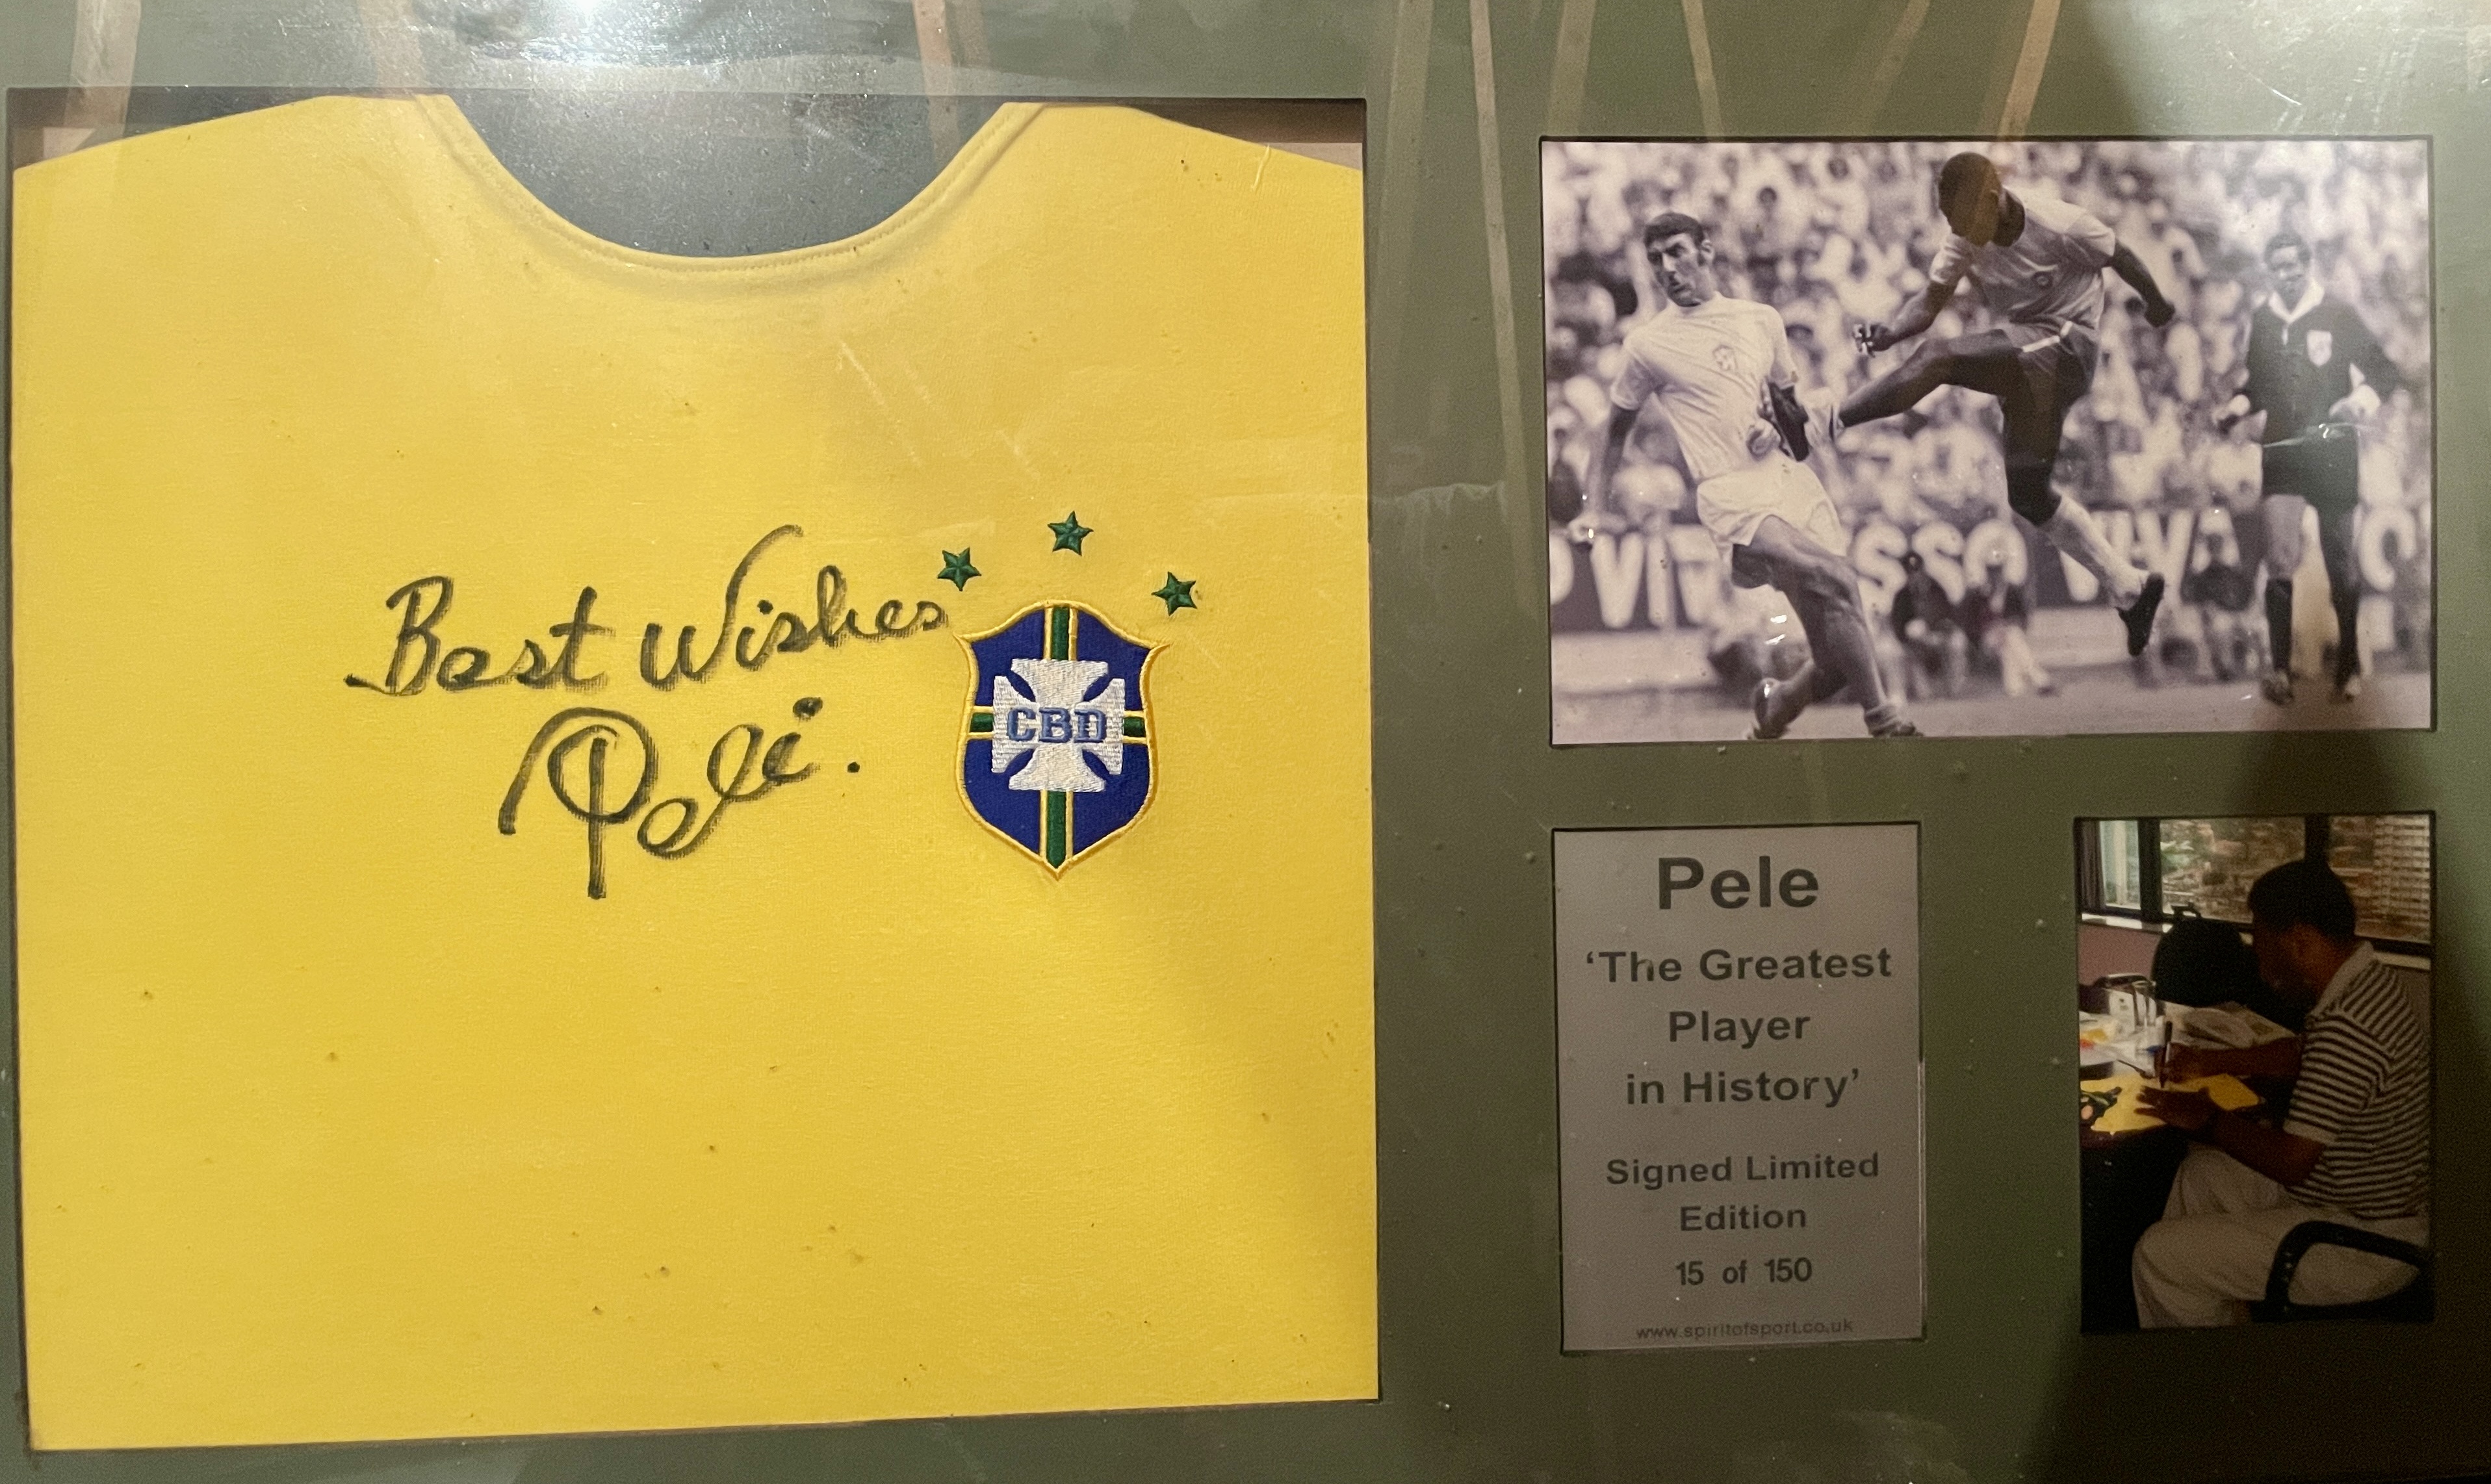 Best Wishes
Pelé.
CBD
Pele
‘The Greatest
Player
in History’
Signed Limited
Edition
15 of 150
www.spiritofsport.co.uk